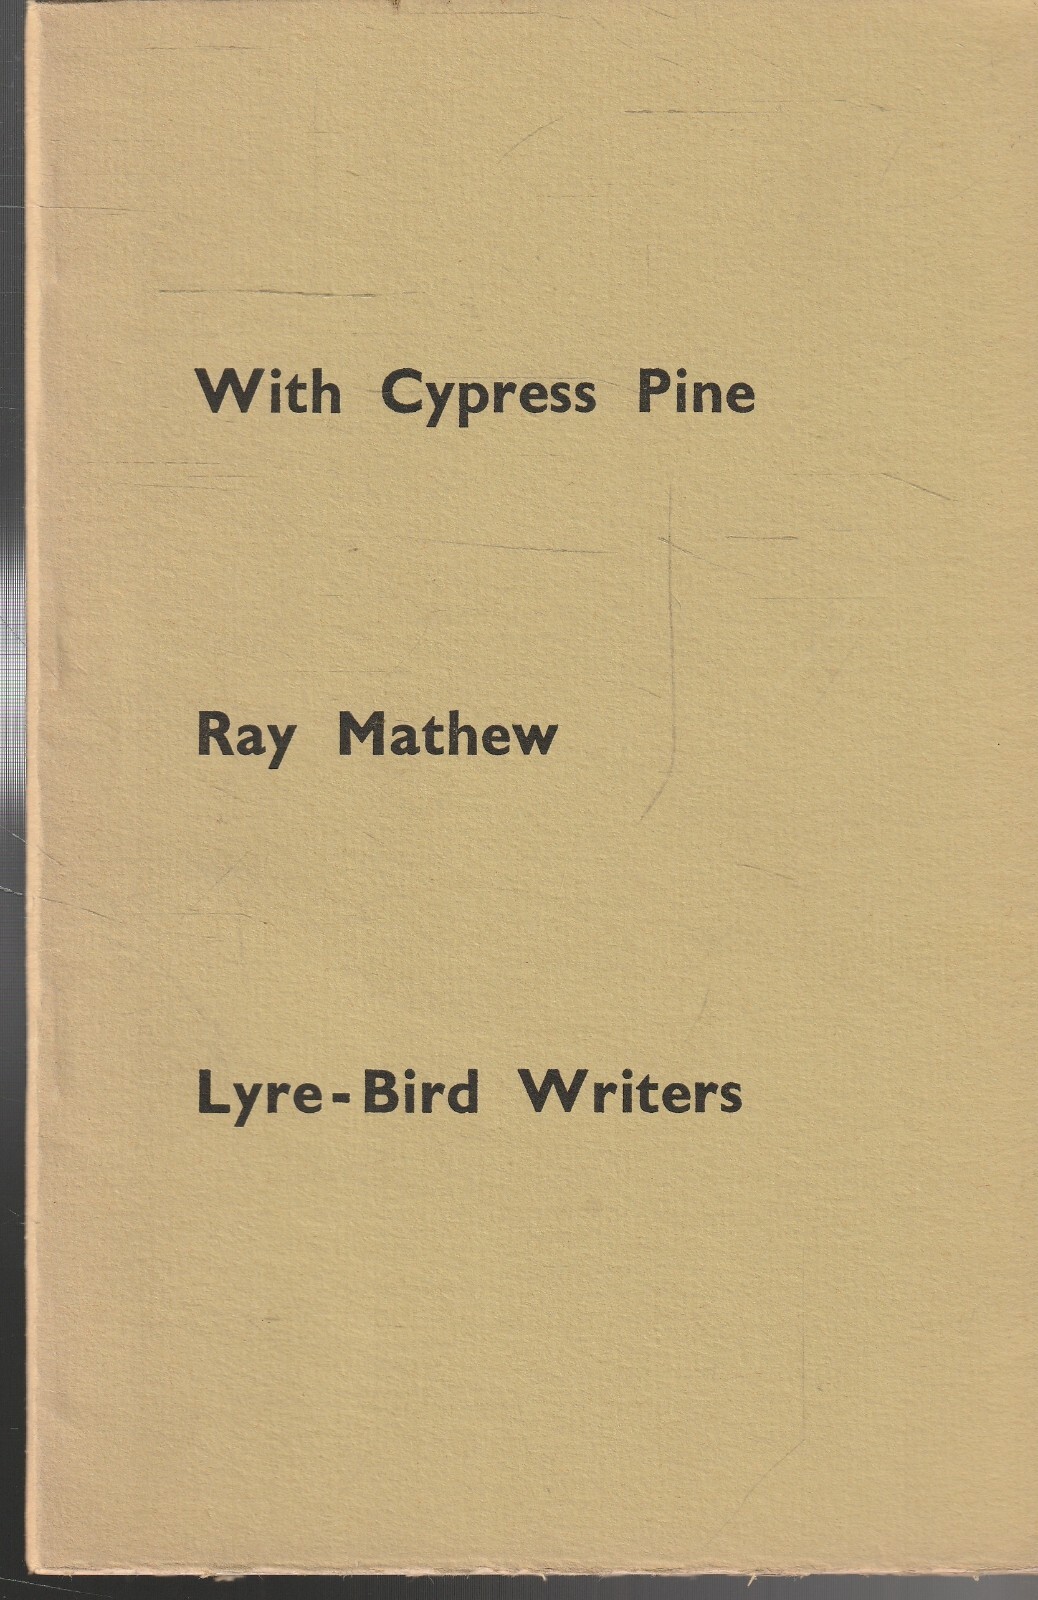 With Cypress Pine
Ray Mathew
Lyre-Bird Writers